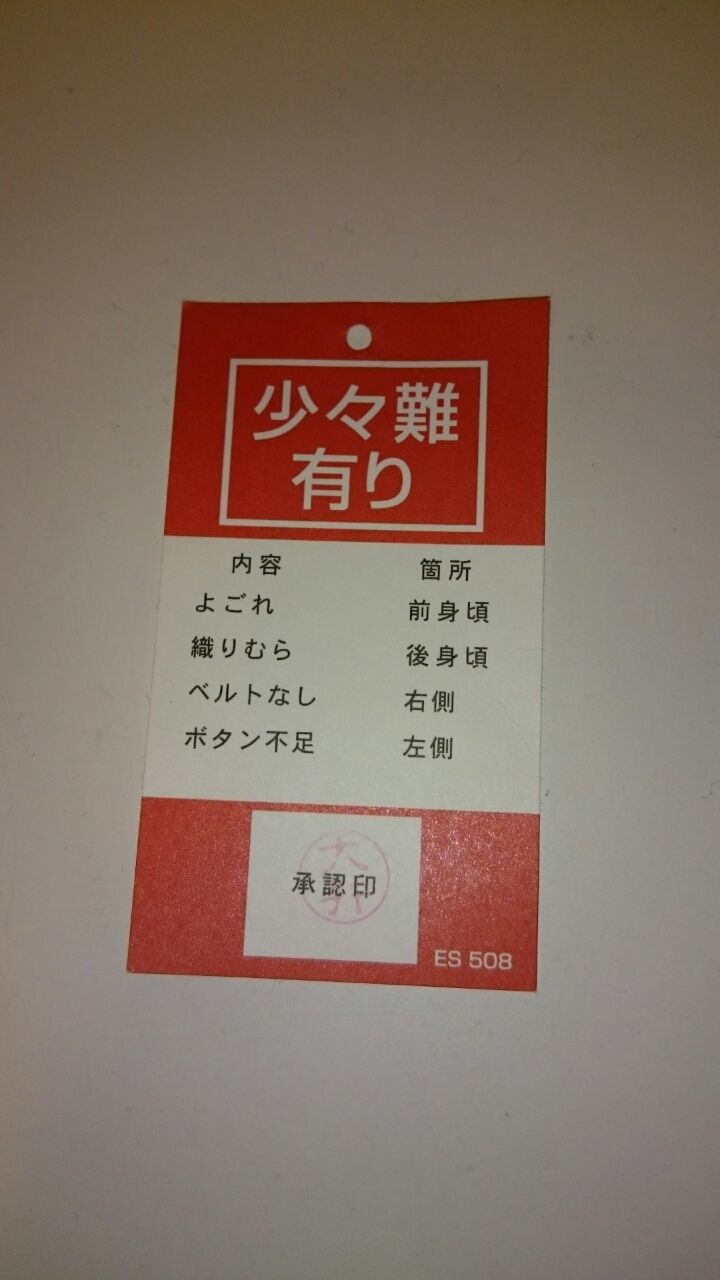 少々難
有り
内容 箇所
よごれ 前身頃
織りむら 後身頃
ベルトなし 右側
ボタン不足 左側
承認印
ES 508